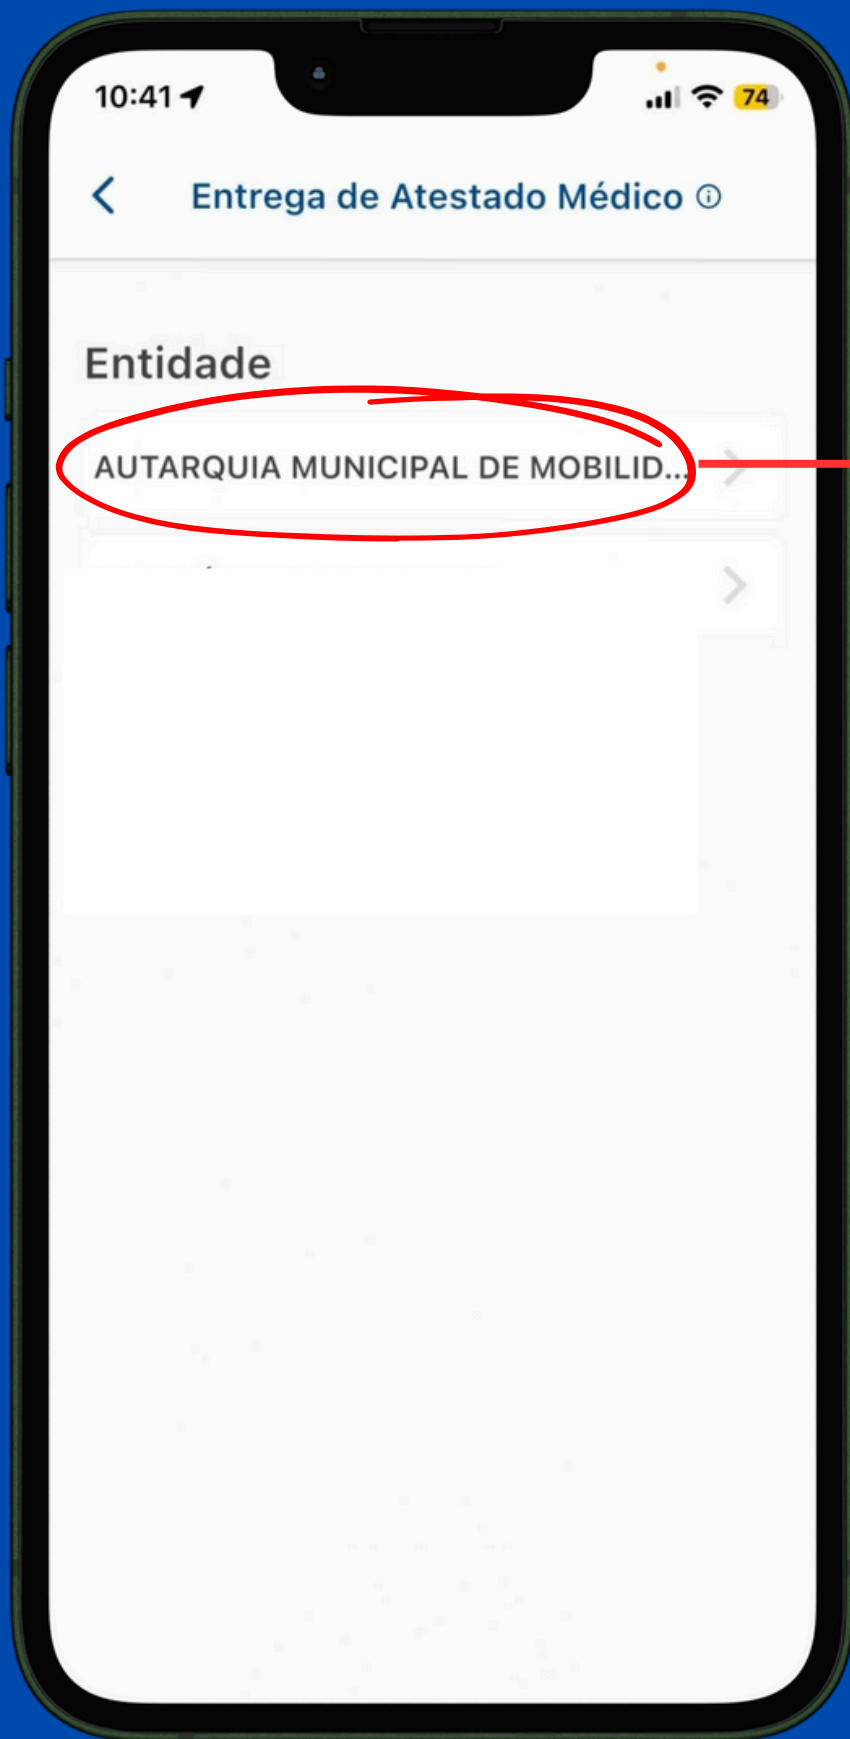 10:41
74
Entrega de Atestado Médico
Entidade
AUTARQUIA MUNICIPAL DE MOBILID...